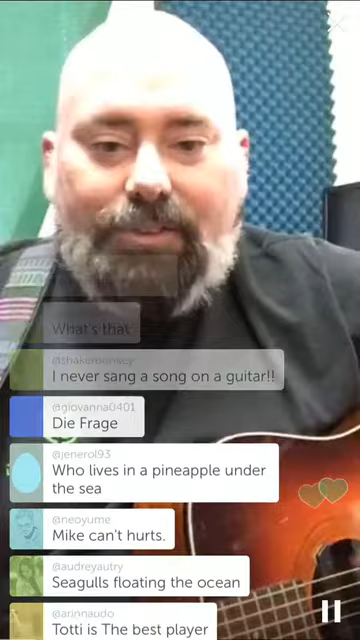 What's that
@shakemonkey
I never sang a song on a guitar!!
@giovanna0401
Die Frage
@jenerol93
Who lives in a pineapple under
the sea
@neoyume
Mike can't hurts.
@audreyautry
Seagulls floating the ocean
@arinnaudo
Totti is The best player